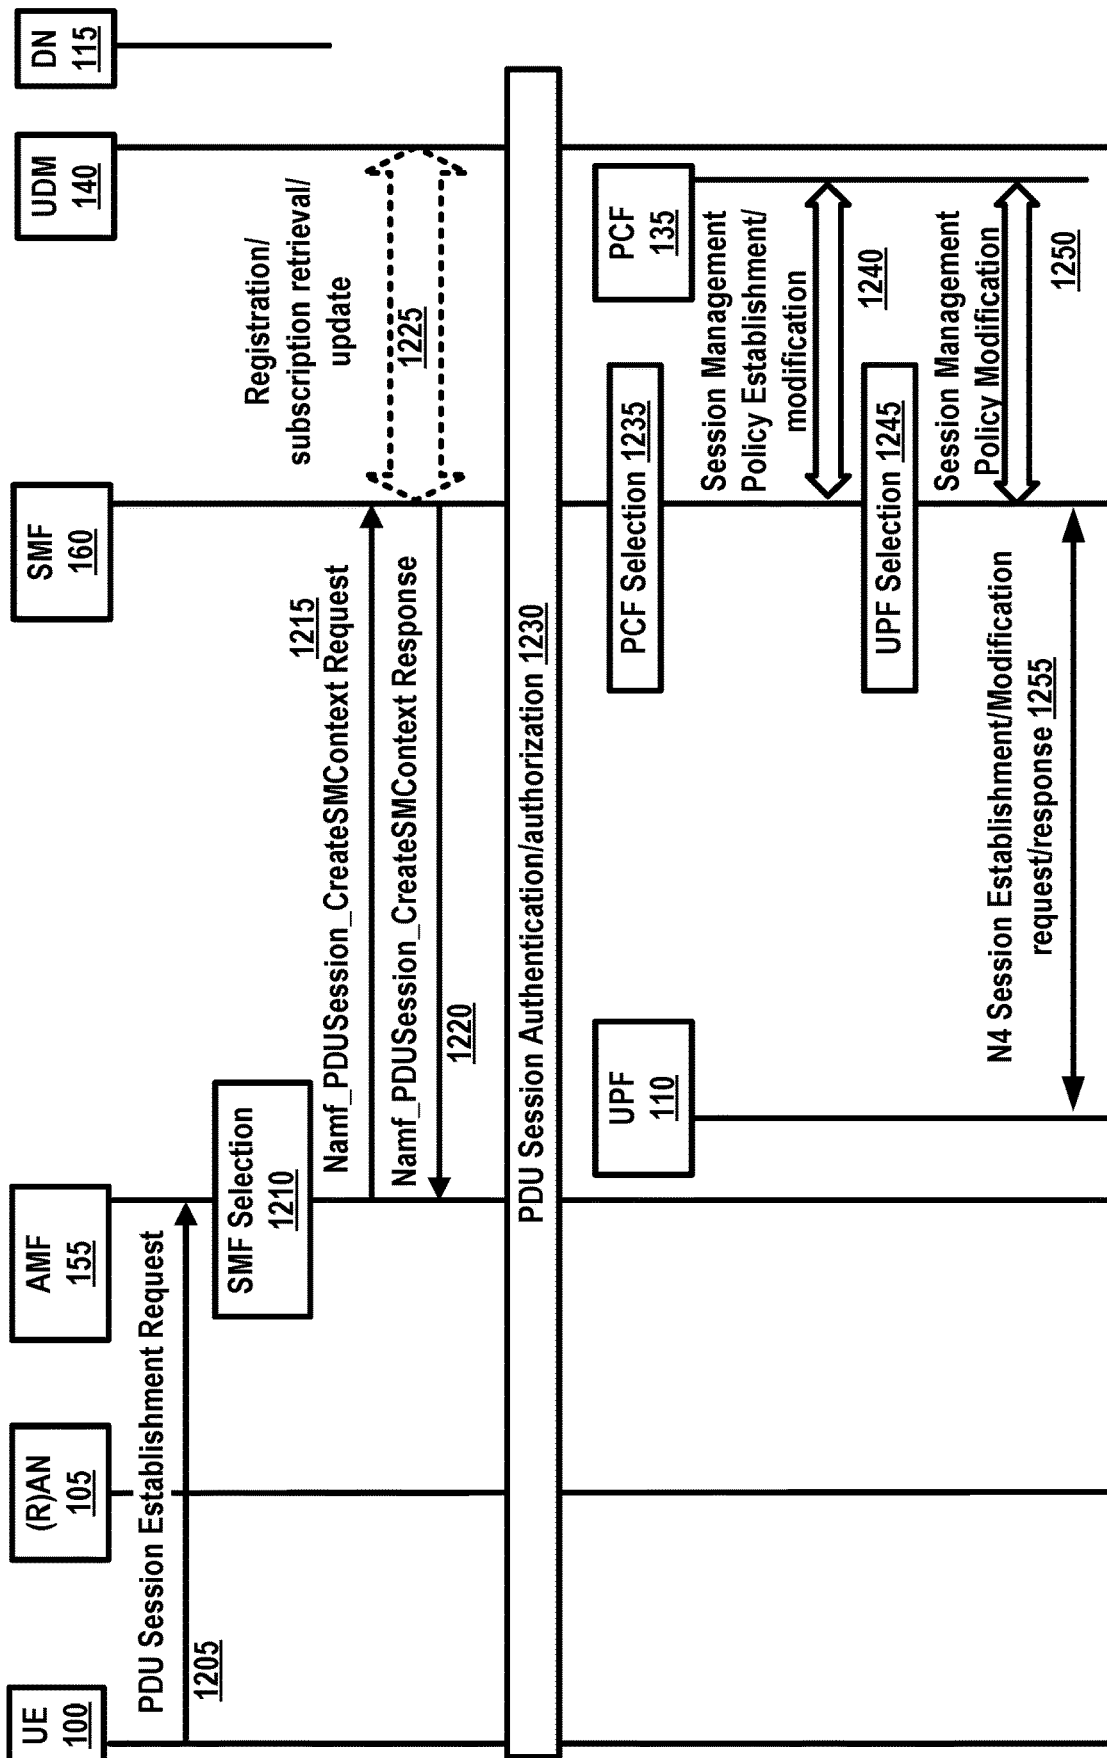 UE
100
(R)AN
105
AMF
155
SMF
160
UDM
140
DN
115
PDU Session Establishment Request
1205
SMF Selection
1210
1215
Namf_PDUSession_CreateSMContext Request
Namf_PDUSession_CreateSMContext Response
1220
Registration/
subscription retrieval/
update
1225
PDU Session Authentication/authorization 1230
UPF
110
PCF
135
PCF Selection 1235
Session Management
Policy Establishment/
modification
1240
UPF Selection 1245
Session Management
Policy Modification
1250
N4 Session Establishment/Modification
request/response 1255